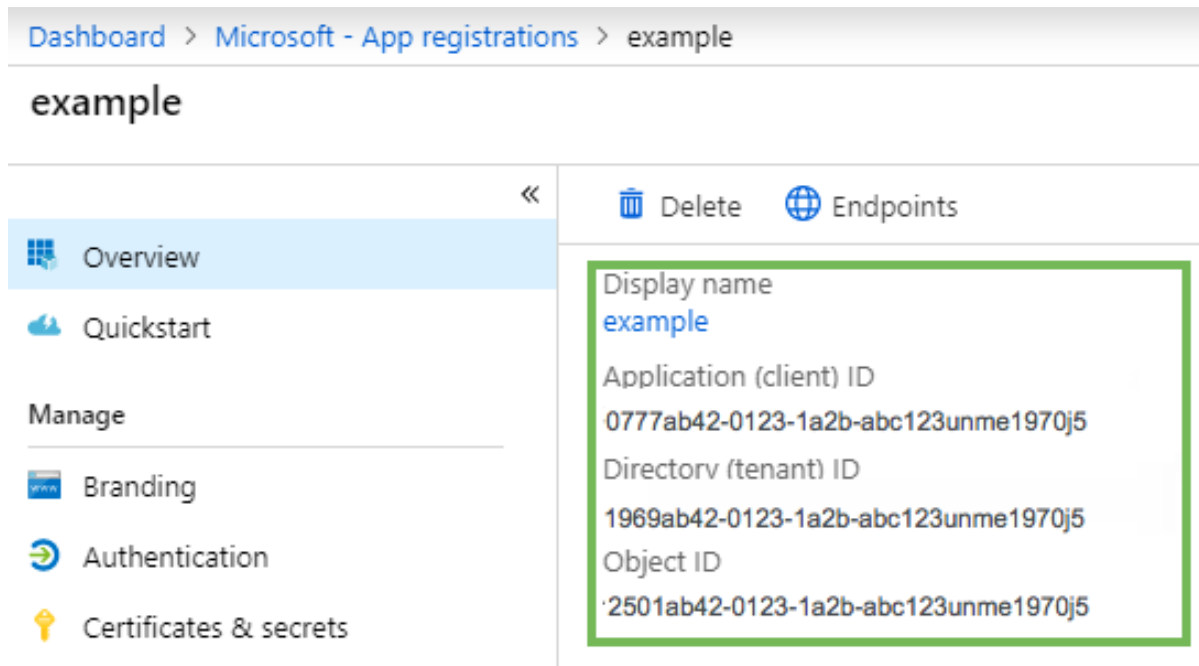 Dashboard > Microsoft - App registrations > example
example
«
Overview
Quickstart
Manage
Branding
Authentication
Certificates & secrets
Delete Endpoints
Display name
example
Application (client) ID
0777ab42-0123-1a2b-abc123unme1970j5
Directory (tenant) ID
1969ab42-0123-1a2b-abc123unme1970j5
Object ID
2501ab42-0123-1a2b-abc123unme1970j5